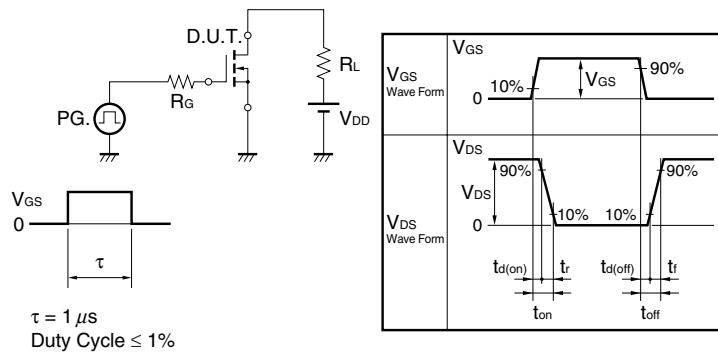 D.U.T.
RL
RG
PG.
VDD
VGS
0
τ
τ = 1 μs
Duty Cycle ≤ 1%
VGS
Wave Form
VGS
10%
0
VGS
90%
VDS
Wave Form
VDS
VDS
90%
90%
10%
10%
0
td(on)
tr
td(off)
tf
ton
toff